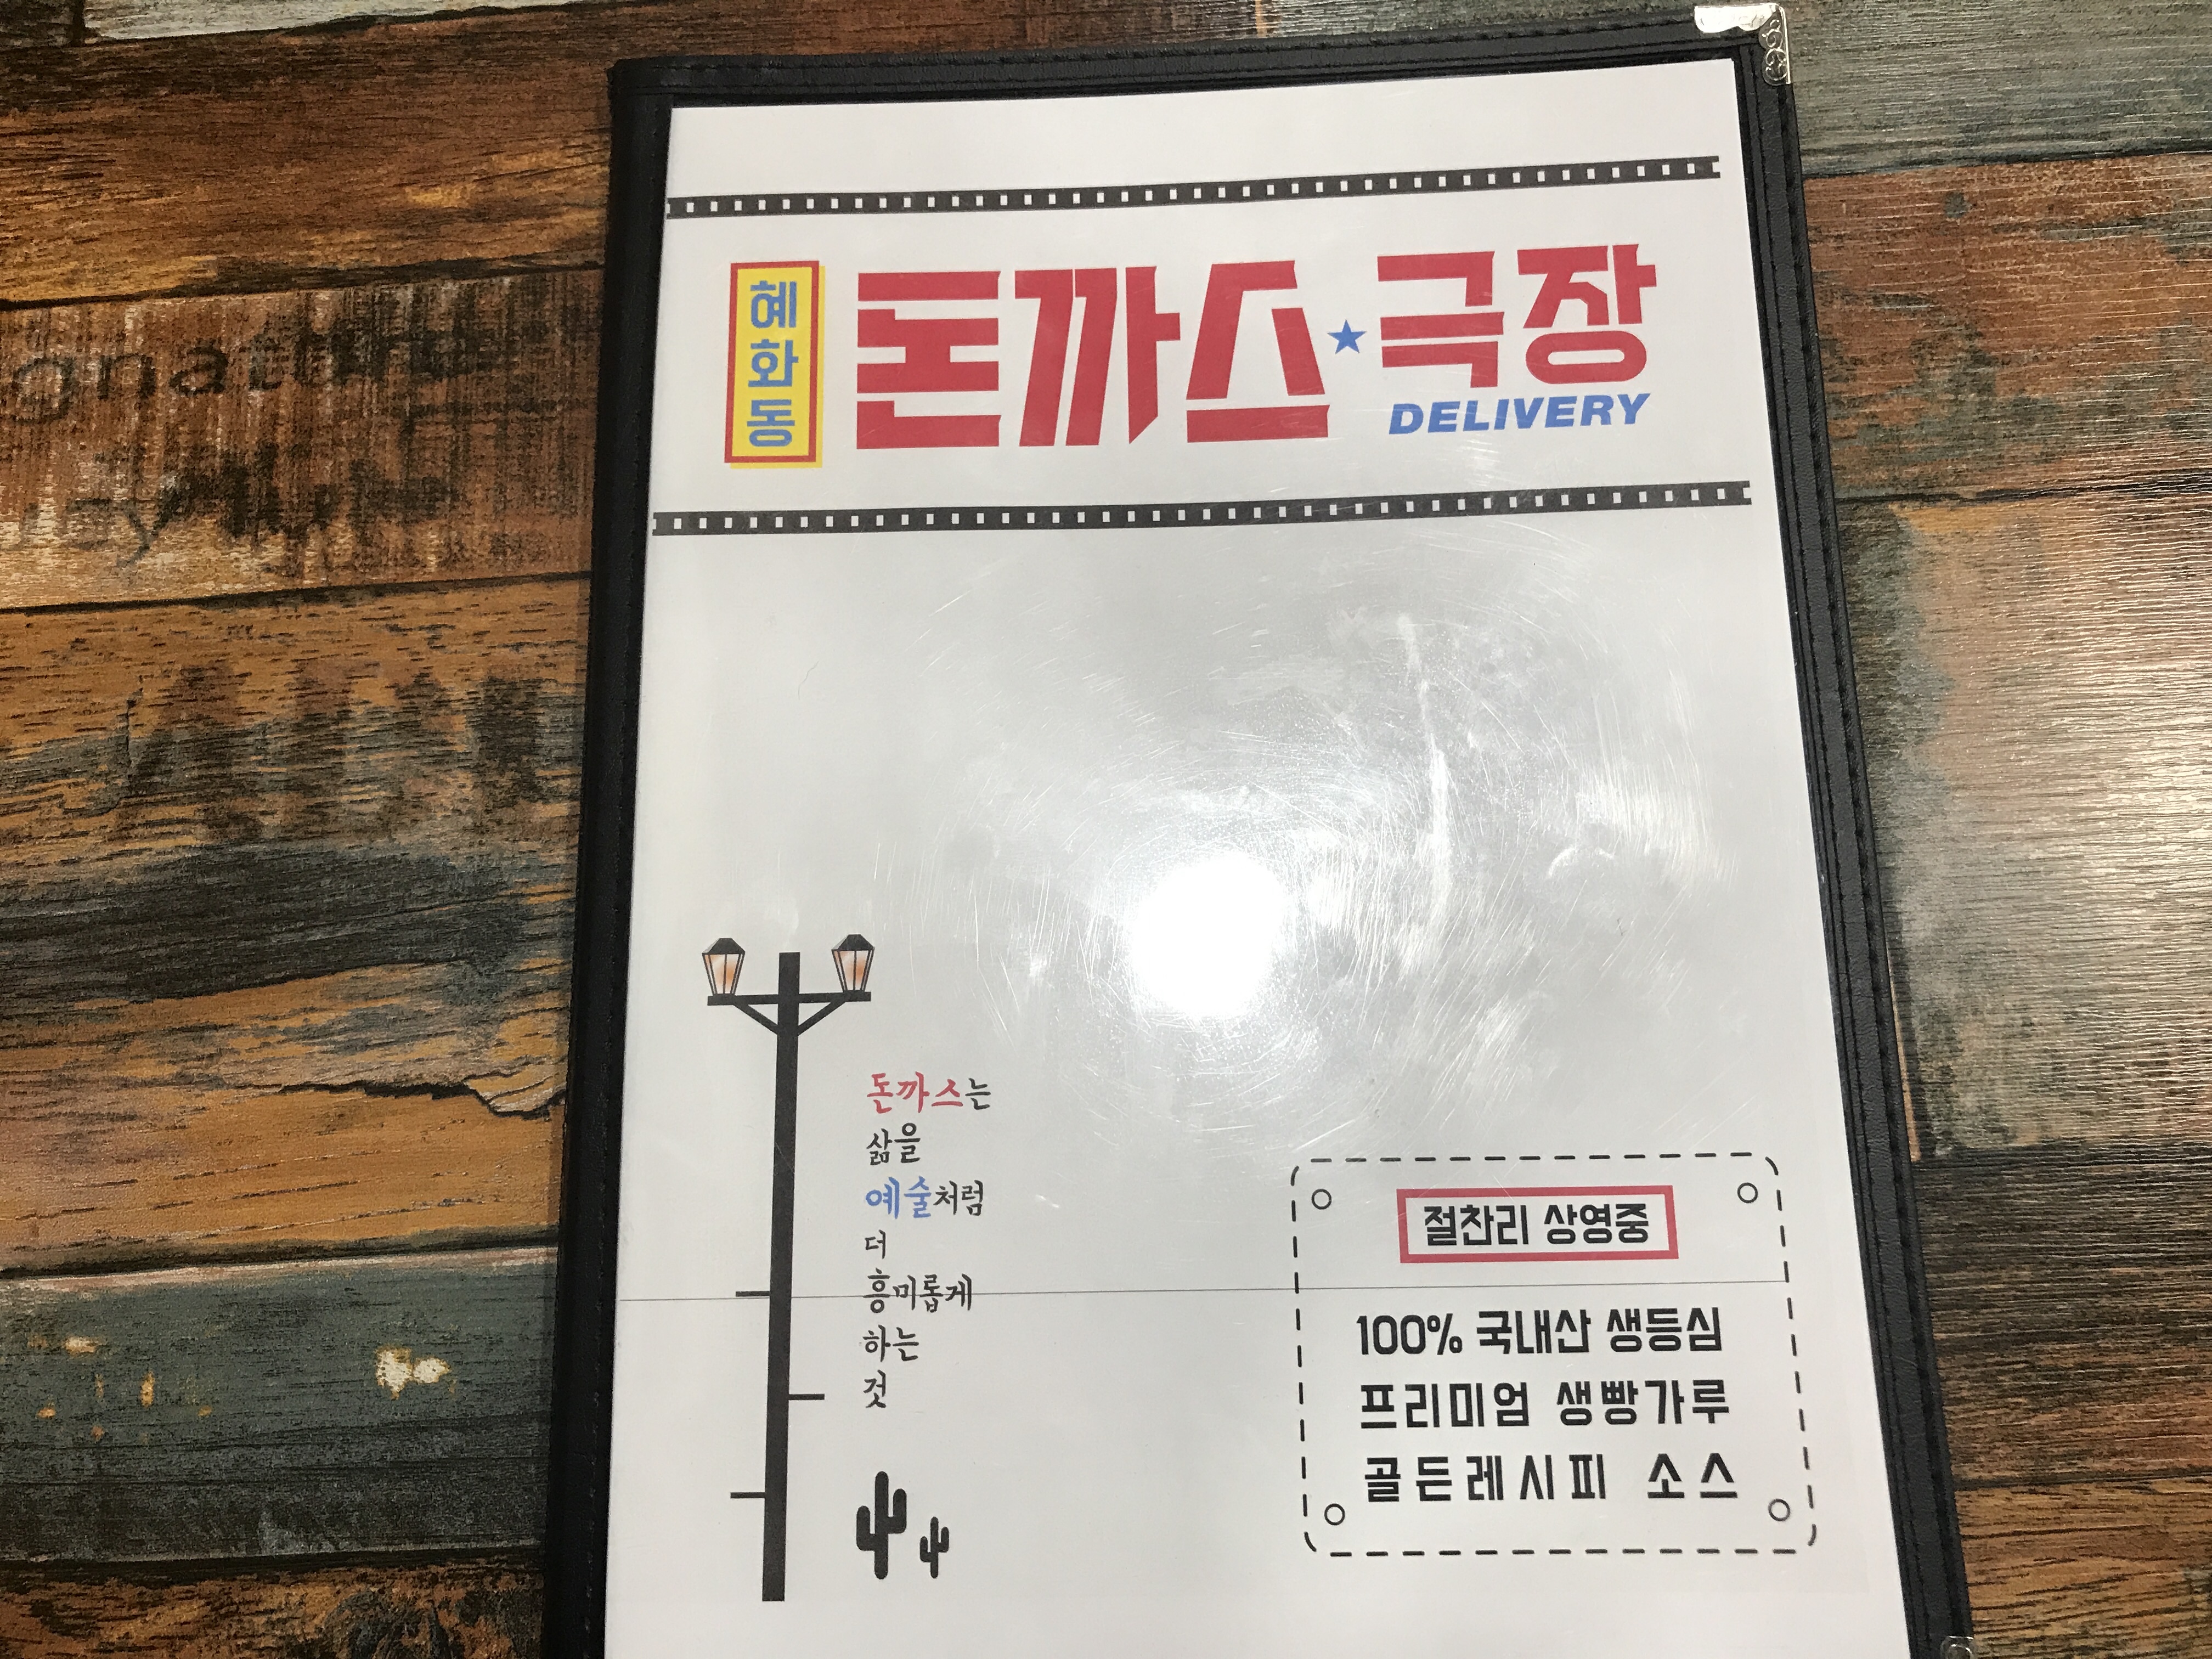 혜화동
돈까스★극장
DELIVERY
돈까스는
삶을
예술처럼
더
흥미롭게
하는
것
절찬리 상영중
100% 국내산 생등심
프리미엄 생빵가루
골든레시피 소스